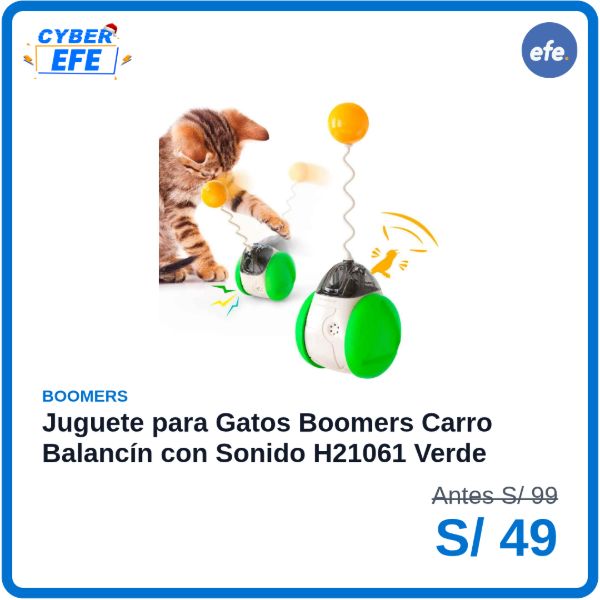 CYBER
EFE
efe.
BOOMERS
Juguete para Gatos Boomers Carro
Balancín con Sonido H21061 Verde
Antes S/ 99
S/ 49